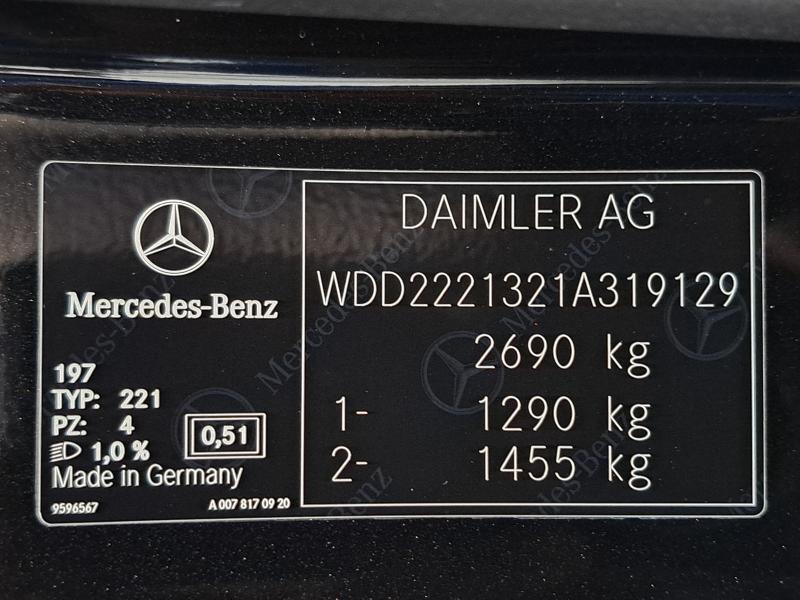 Mercedes-Benz
197
TYP: 221
PZ: 4
1,0 %
0,51
Made in Germany
9596567
A 007 817 09 20
DAIMLER AG
WDD2221321A319129
2690 kg
1- 1290 kg
2- 1455 kg